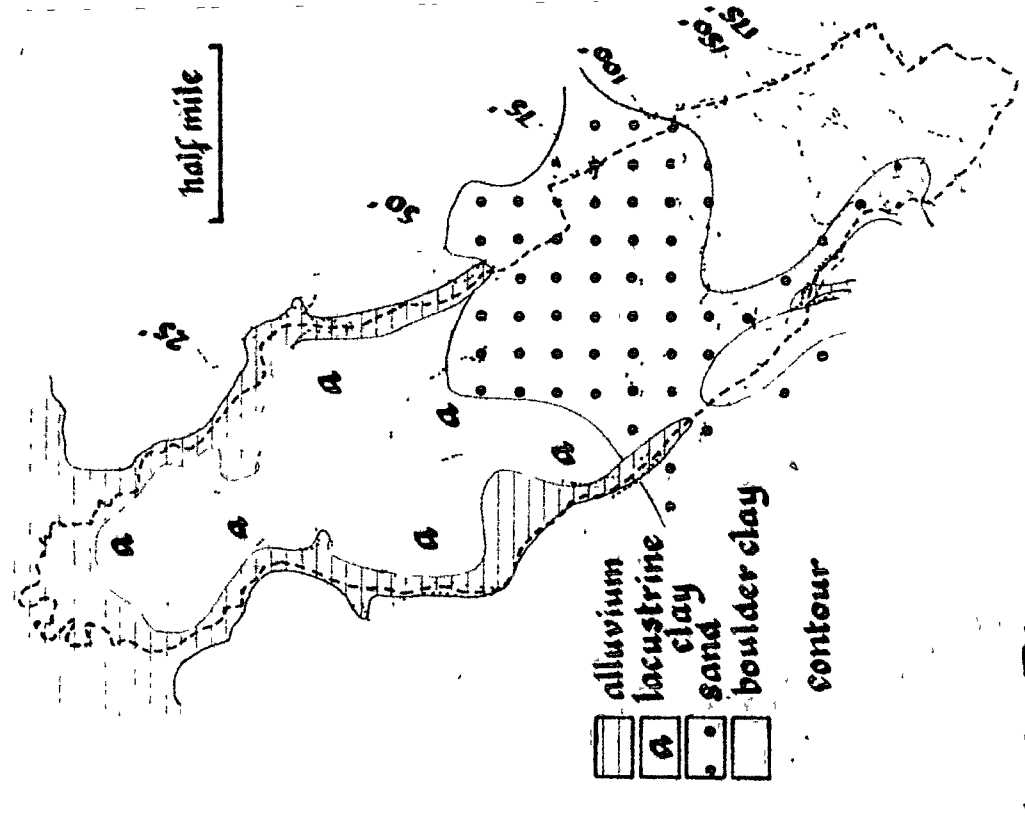 half mile
25'
50'
75'
100'
150'
175'
a
a
a
a
a
a
alluvium
a
lacustrine
clay
sand
boulder clay
contour